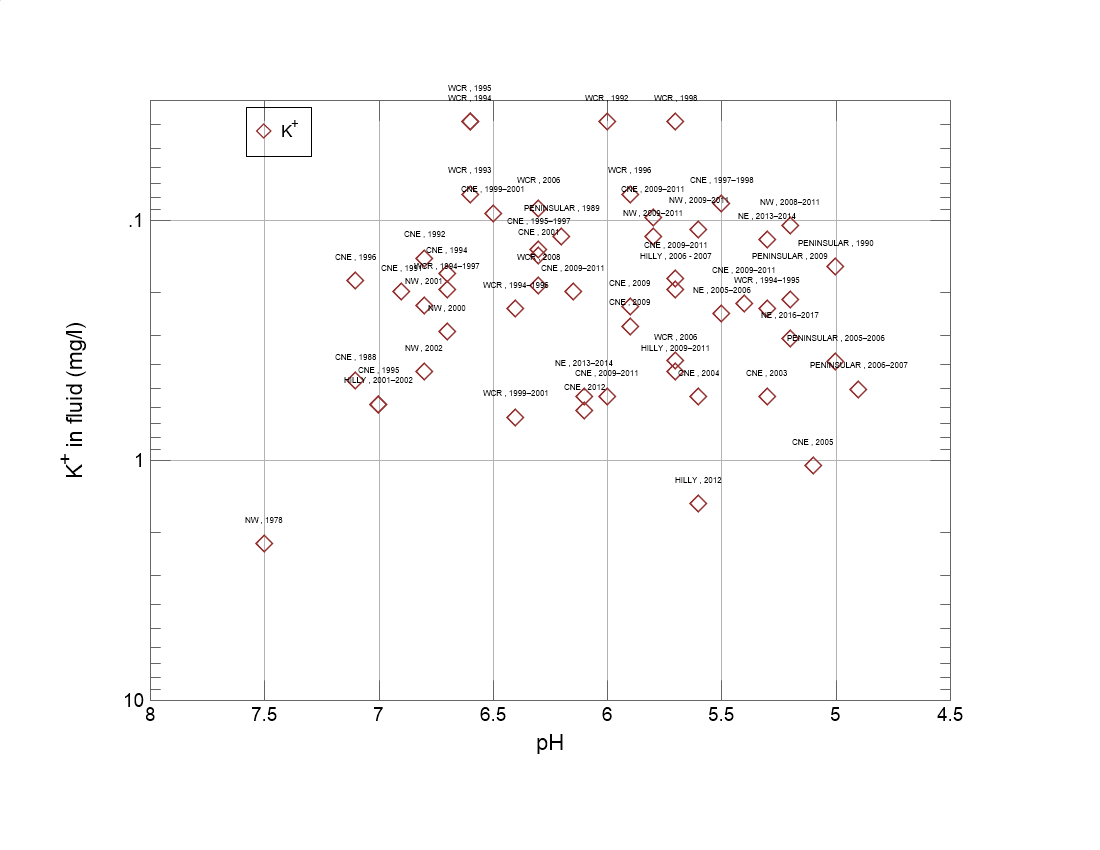 WCR , 1995
WCR , 1994
WCR , 1992
WCR , 1998
K+
WCR , 1993
WCR , 1996
WCR , 2006
CNE , 1997–1998
CNE , 1999–2001
CNE , 2009–2011
NW , 2009–2011
NW , 2008–2011
PENINSULAR , 1989
NW , 2002–2011
NE , 2013–2014
.1
CNE , 1995–1997
CNE , 2001
CNE , 1992
CNE , 2009–2011
PENINSULAR , 1990
CNE , 1994
CNE , 1996
WCR , 2008
HILLY , 2006 - 2007
PENINSULAR , 2009
CNE , 1991
WCR , 1994–1997
CNE , 2009–2011
CNE , 2009–2011
NW , 2001
WCR , 1994–1996
CNE , 2009
WCR , 1994–1995
NE , 2005–2006
CNE , 2009
NW , 2000
NE , 2016–2017
WCR , 2006
PENINSULAR , 2005–2006
NW , 2002
HILLY , 2009–2011
CNE , 1988
NE , 2013–2014
PENINSULAR , 2006–2007
CNE , 1995
CNE , 2009–2011
CNE , 2004
CNE , 2003
HILLY , 2001–2002
CNE , 2012
WCR , 1999–2001
CNE , 2005
1
HILLY , 2012
NW , 1978
10
K+ in fluid (mg/l)
8 7.5 7 6.5 6 5.5 5 4.5
pH